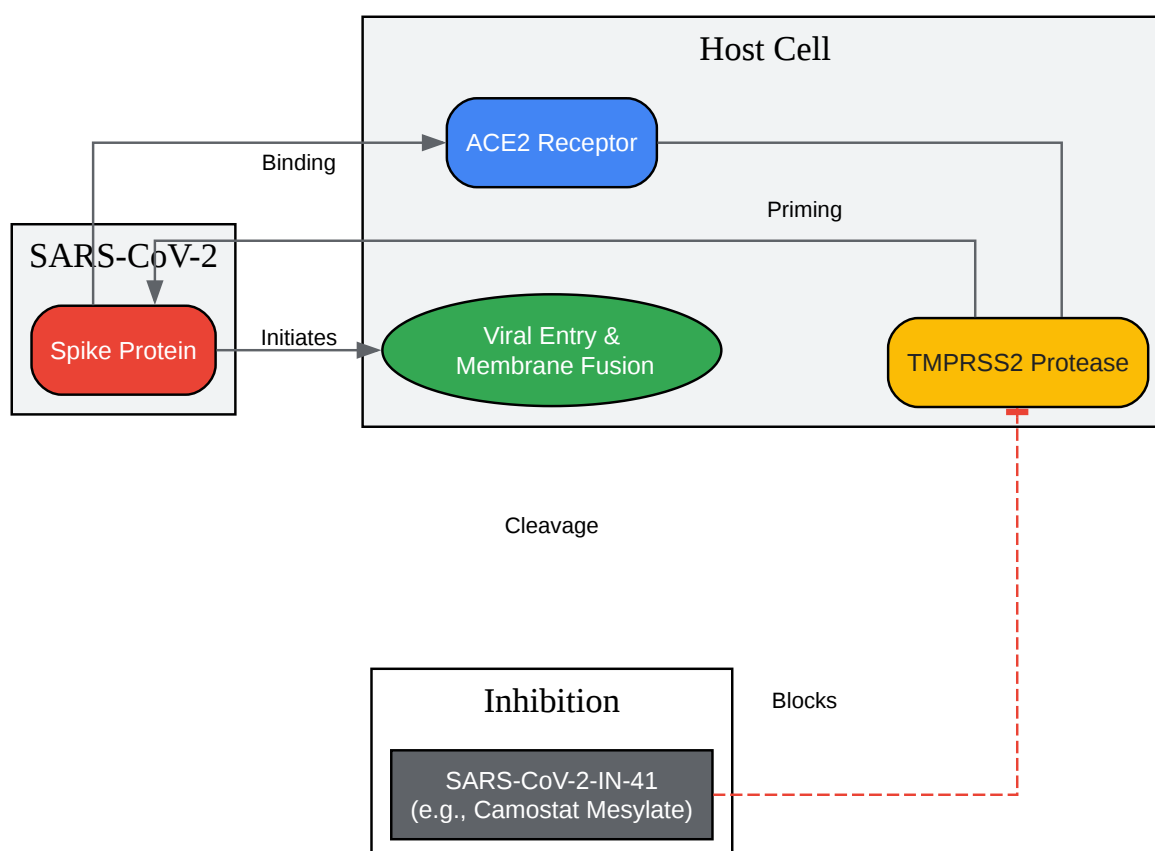 Host Cell
ACE2 Receptor
Binding
Priming
SARS-CoV-2
Spike Protein
Initiates
Viral Entry &
Membrane Fusion
TMPRSS2 Protease
Cleavage
Inhibition
Blocks
SARS-CoV-2-IN-41
(e.g., Camostat Mesylate)